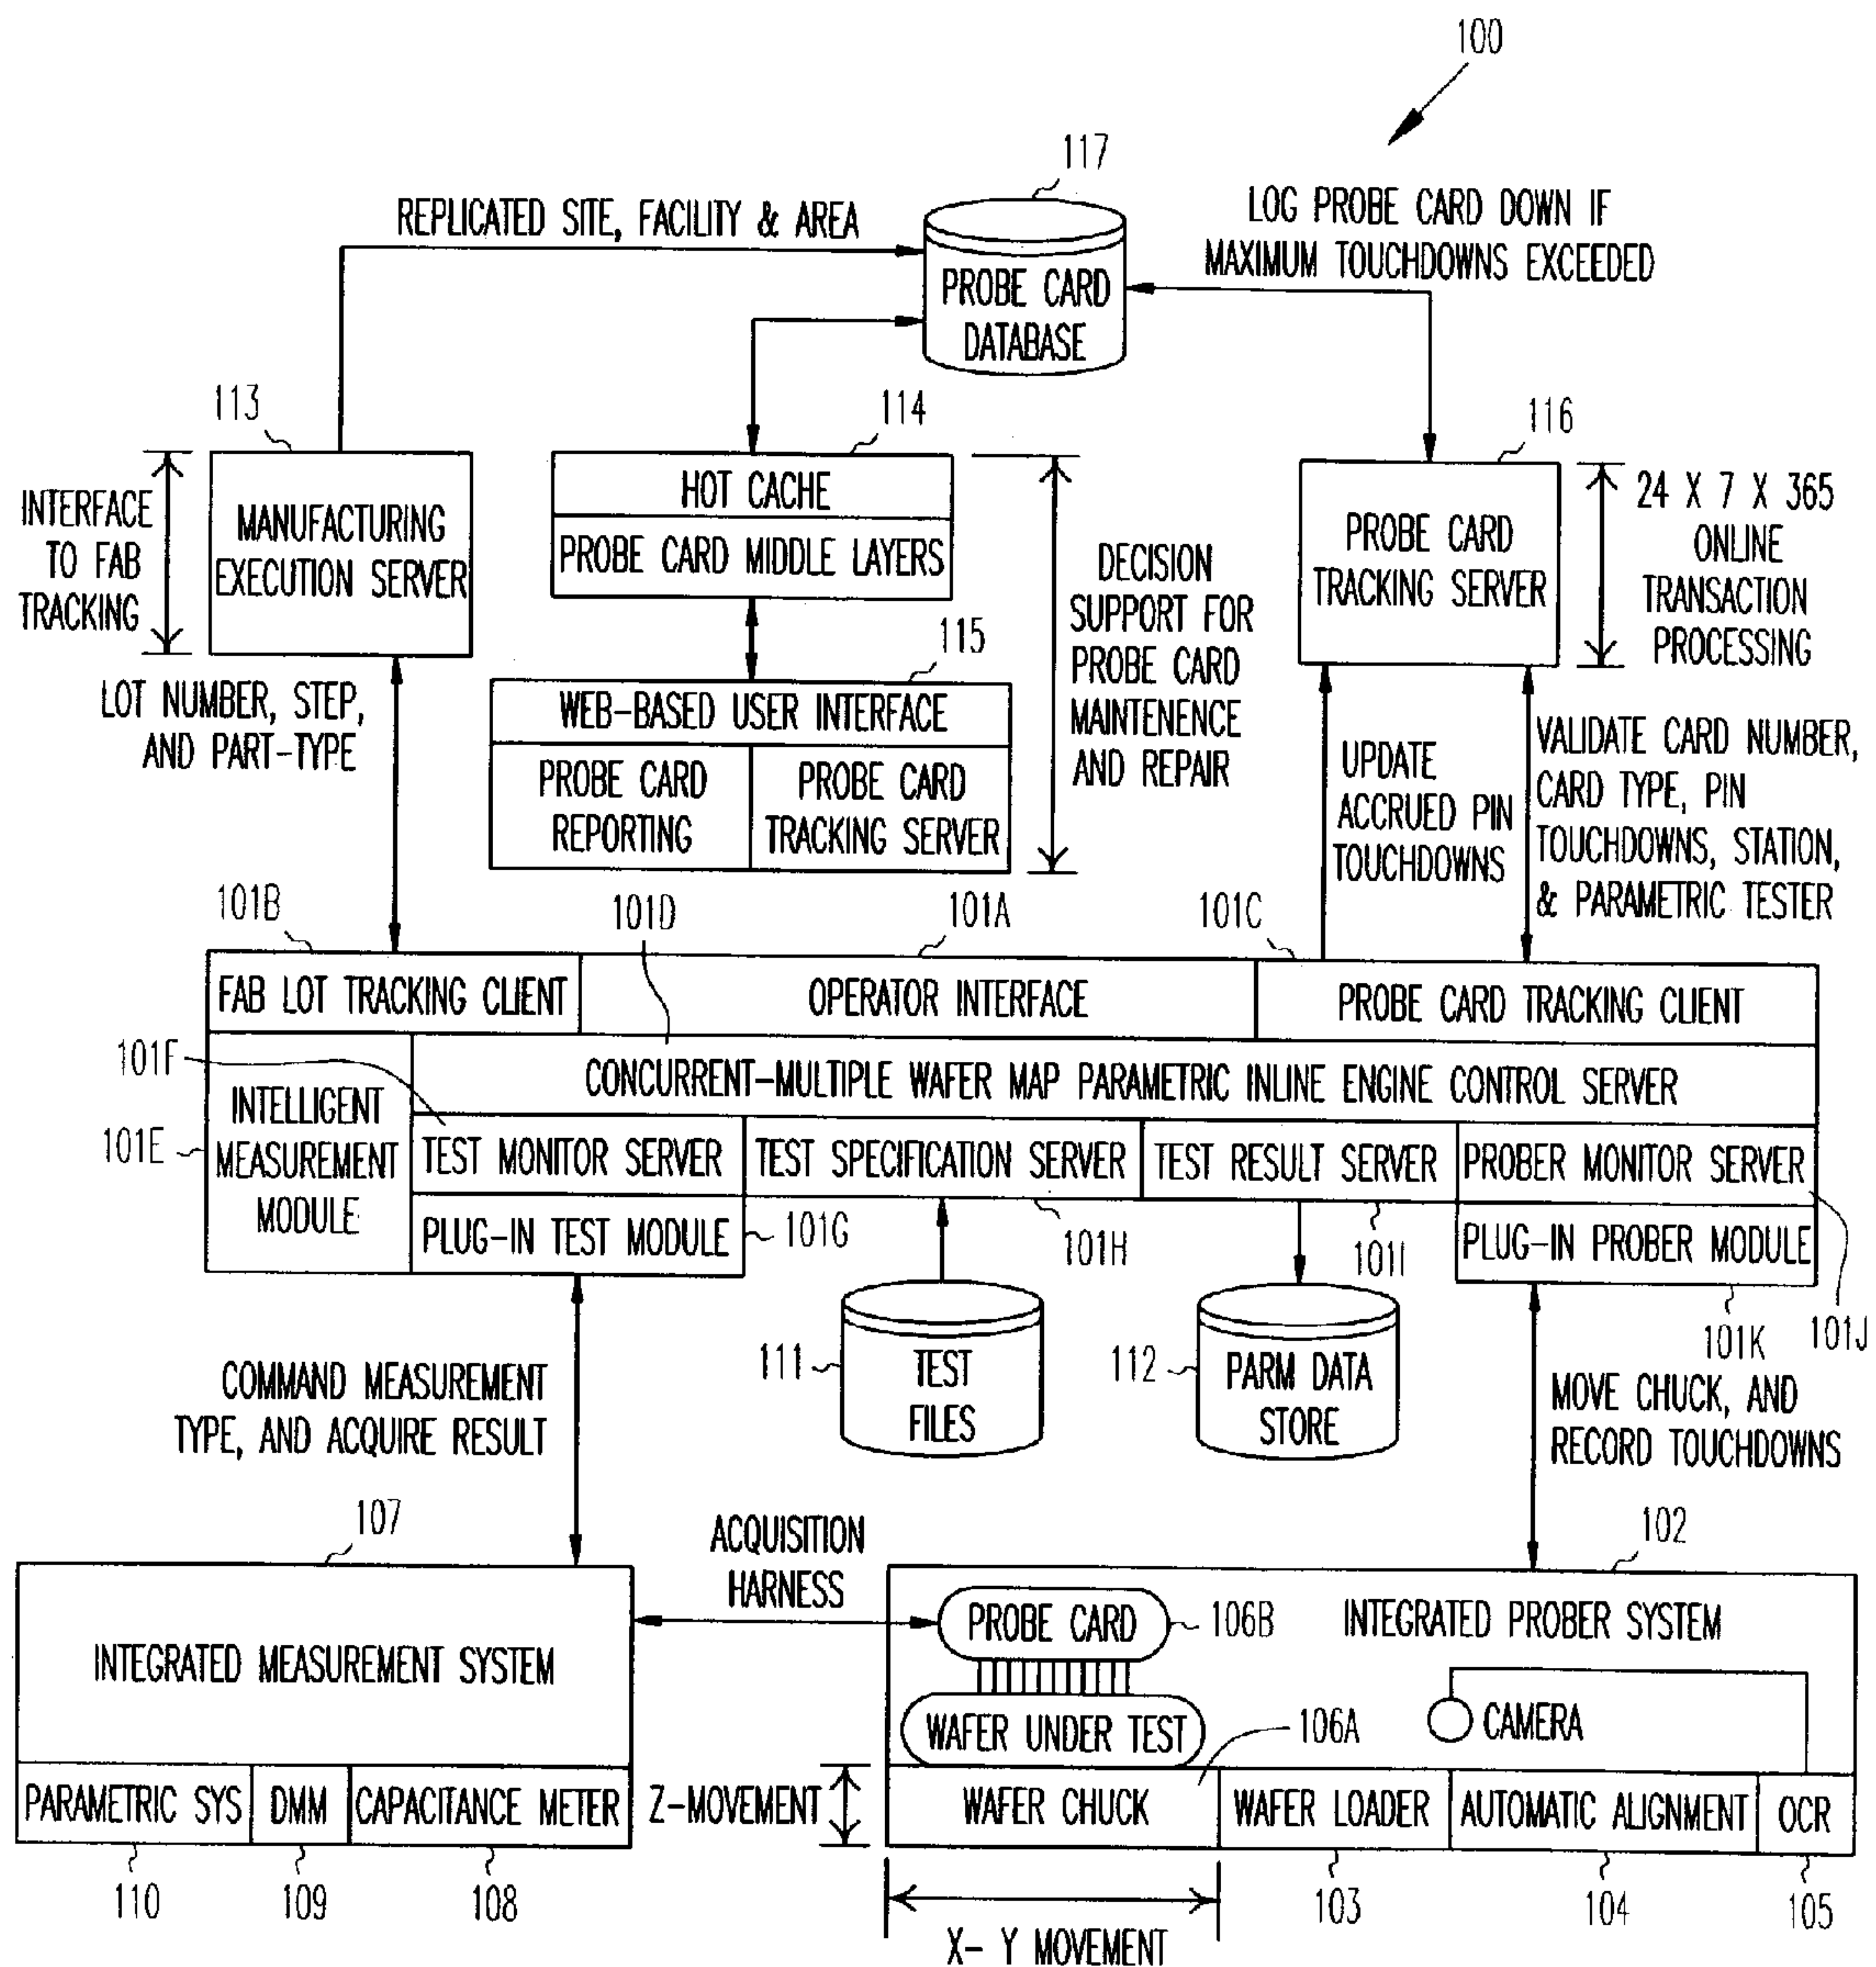 100
117
REPLICATED SITE, FACILITY & AREA
LOG PROBE CARD DOWN IF
MAXIMUM TOUCHDOWNS EXCEEDED
PROBE CARD
DATABASE
113
114
116
INTERFACE
TO FAB
TRACKING
MANUFACTURING
EXECUTION SERVER
HOT CACHE
PROBE CARD MIDDLE LAYERS
DECISION
SUPPORT FOR
PROBE CARD
MAINTENENCE
AND REPAIR
PROBE CARD
TRACKING SERVER
24 X 7 X 365
ONLINE
TRANSACTION
PROCESSING
LOT NUMBER, STEP,
AND PART-TYPE
115
WEB-BASED USER INTERFACE
PROBE CARD
REPORTING
PROBE CARD
TRACKING SERVER
UPDATE
ACCRUED PIN
TOUCHDOWNS
VALIDATE CARD NUMBER,
CARD TYPE, PIN
TOUCHDOWNS, STATION,
& PARAMETRIC TESTER
101B
101D
101A
101C
FAB LOT TRACKING CLIENT
OPERATOR INTERFACE
PROBE CARD TRACKING CLIENT
101F
CONCURRENT-MULTIPLE WAFER MAP PARAMETRIC INLINE ENGINE CONTROL SERVER
101E
INTELLIGENT
MEASUREMENT
MODULE
TEST MONITOR SERVER
TEST SPECIFICATION SERVER
TEST RESULT SERVER
PROBER MONITOR SERVER
PLUG-IN TEST MODULE
101G
101H
101I
PLUG-IN PROBER MODULE
101K
101J
COMMAND MEASUREMENT
TYPE, AND ACQUIRE RESULT
111
TEST
FILES
112
PARM DATA
STORE
MOVE CHUCK, AND
RECORD TOUCHDOWNS
107
ACQUISITION
HARNESS
102
INTEGRATED MEASUREMENT SYSTEM
PROBE CARD
106B
INTEGRATED PROBER SYSTEM
WAFER UNDER TEST
106A
CAMERA
PARAMETRIC SYS
DMM
CAPACITANCE METER
Z-MOVEMENT
WAFER CHUCK
WAFER LOADER
AUTOMATIC ALIGNMENT
OCR
110
109
108
103
104
105
X- Y MOVEMENT